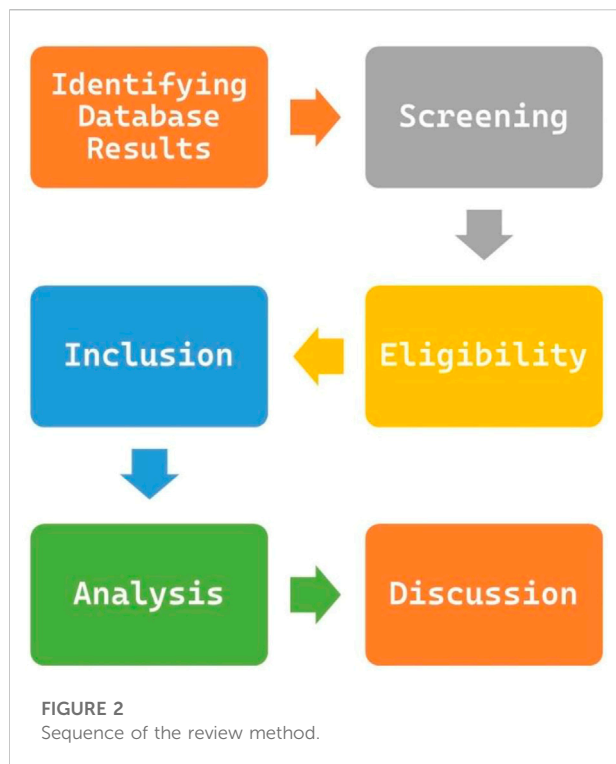 Identifying
Database
Results
Screening
Eligibility
Inclusion
Analysis
Discussion
FIGURE 2
Sequence of the review method.